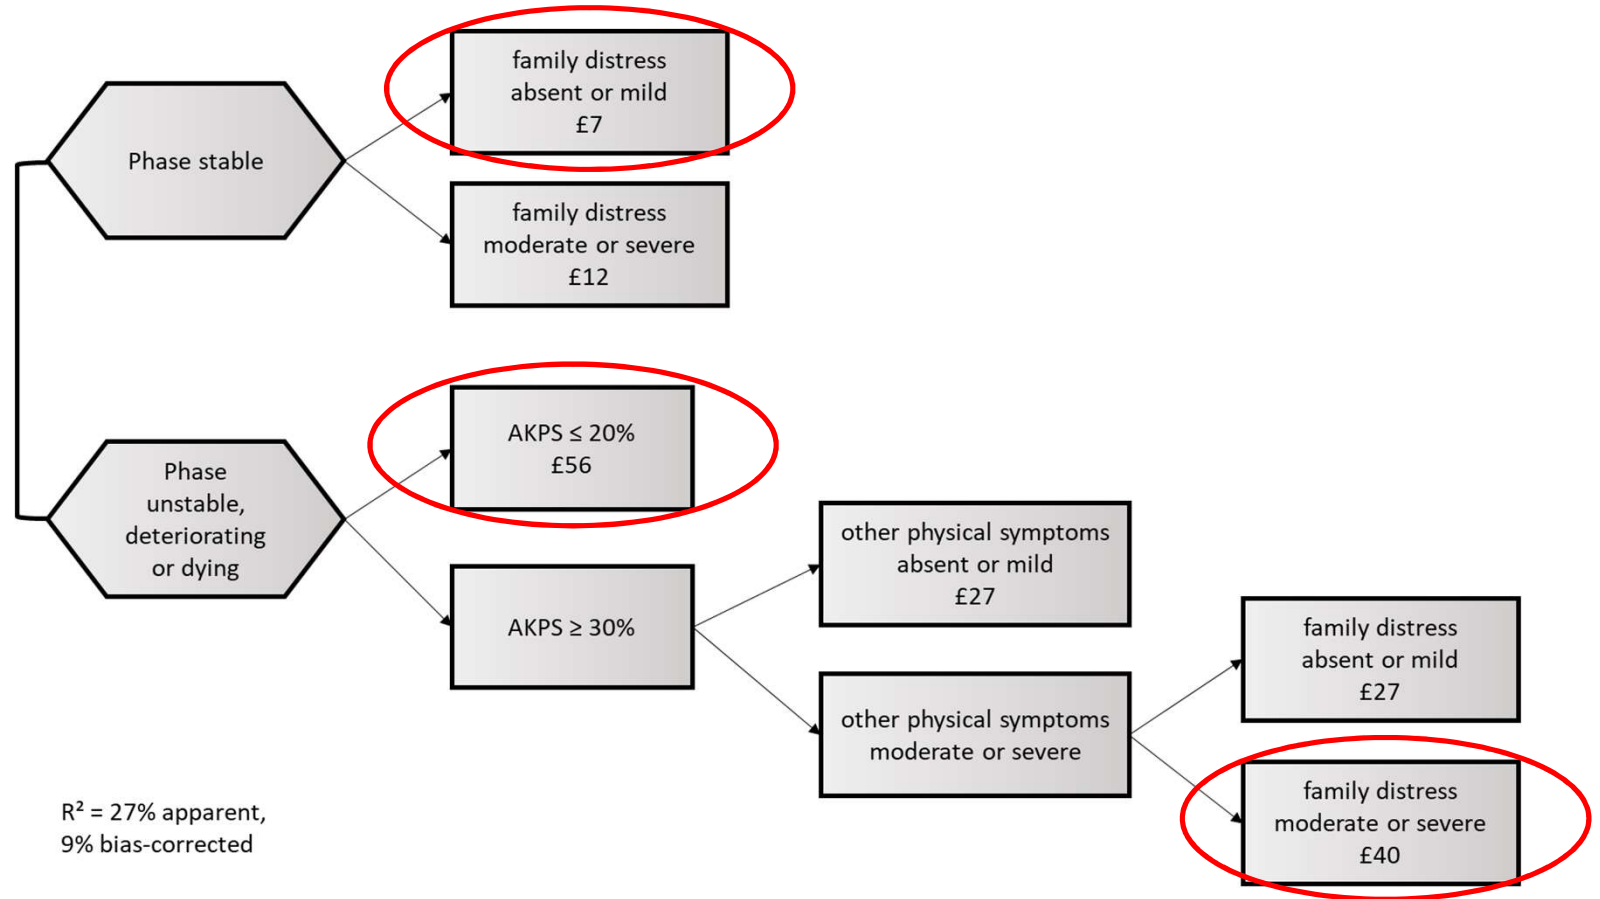 family distress
absent or mild
£7
Phase stable
family distress
moderate or severe
£12
AKPS ≤ 20%
£56
Phase
unstable,
deteriorating
or dying
AKPS ≥ 30%
other physical symptoms
absent or mild
£27
other physical symptoms
moderate or severe
family distress
absent or mild
£27
family distress
moderate or severe
£40
R² = 27% apparent,
9% bias-corrected